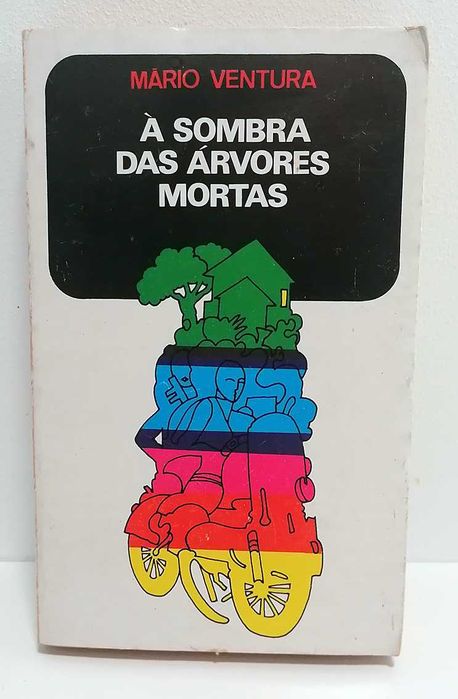 MÁRIO VENTURA
À SOMBRA
DAS ÁRVORES
MORTAS